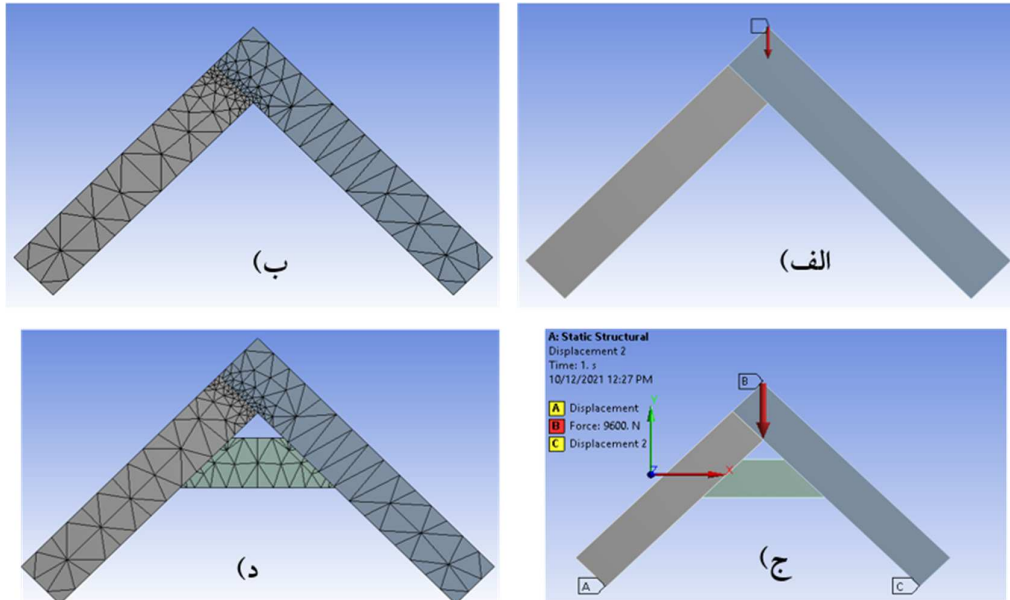 الف)
ب)
A: Static Structural
Displacement 2
Time: 1. s
10/12/2021 12:27 PM
A Displacement
B Force: 9600. N
C Displacement 2
B
Y
X
Z
A
C
ج)
د)